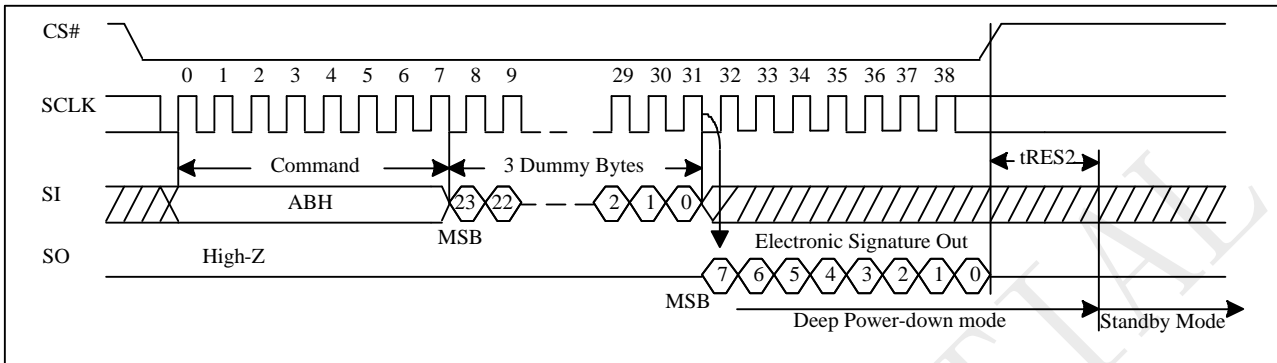 CS#
0 1 2 3 4 5 6 7 8 9 29 30 31 32 33 34 35 36 37 38
SCLK
Command 3 Dummy Bytes tRES2
SI ABH 23 22 2 1 0
MSB
SO High-Z Electronic Signature Out
7 6 5 4 3 2 1 0
MSB
Deep Power-down mode Standby Mode
TIAL